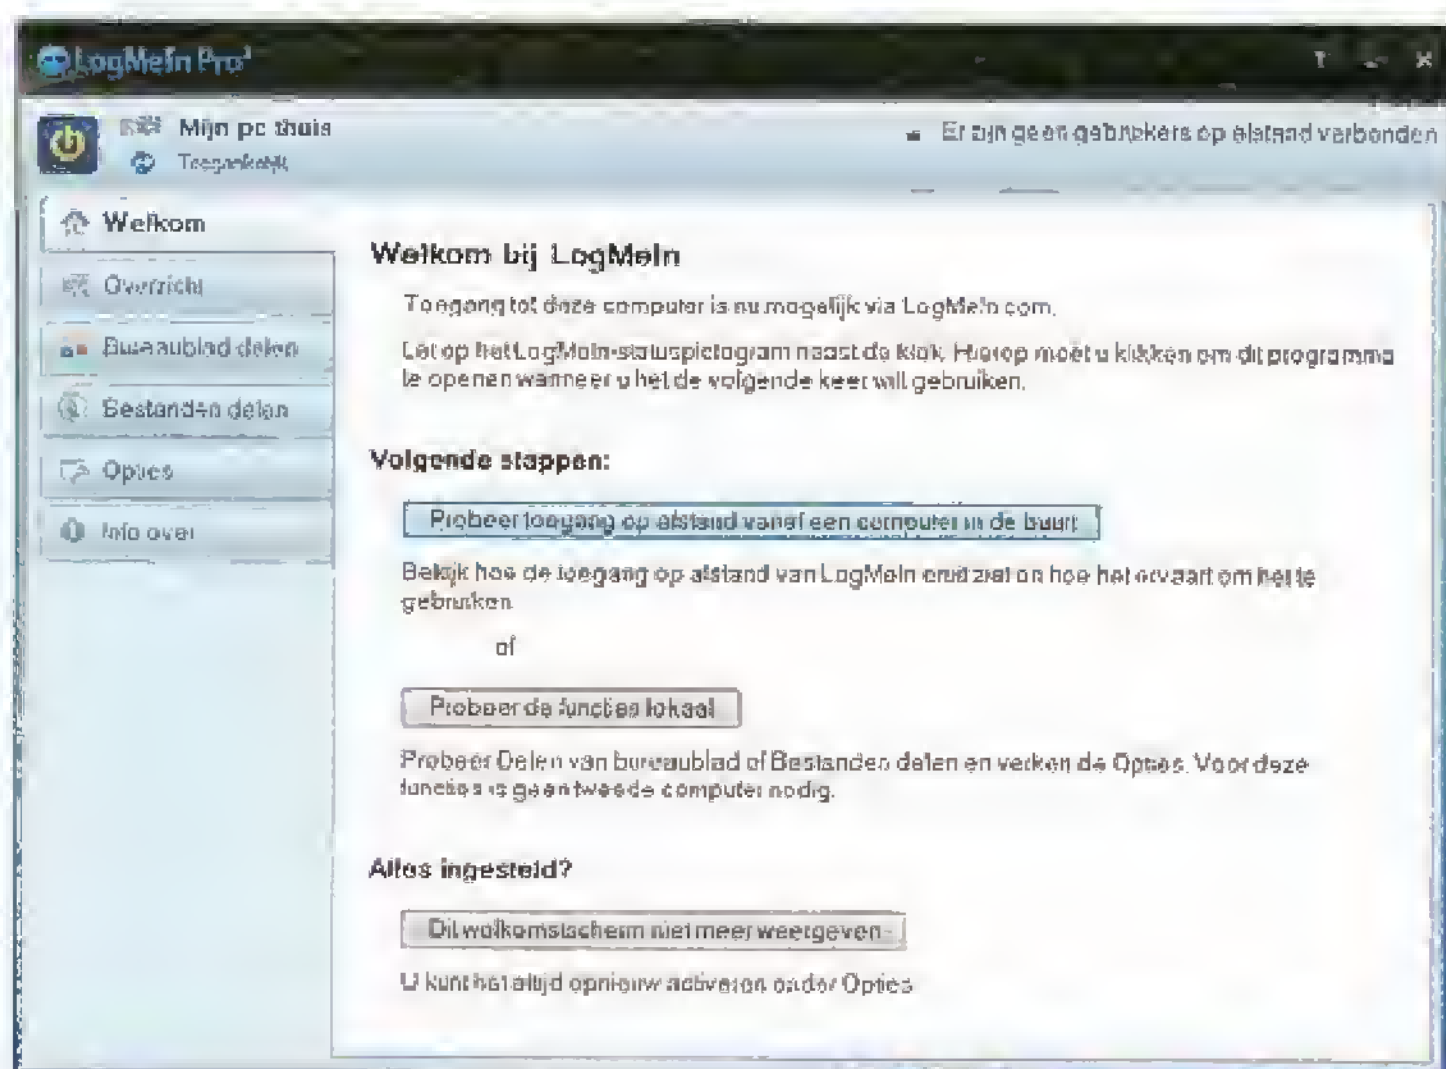 LogMeIn Pro²
Mijn pc thuis
Toegankelijk
Er zijn geen gebruikers op afstand verbonden
Welkom
Overzicht
Bureaublad delen
Bestanden delen
Opties
Info over
Welkom bij LogMeIn
Toegang tot deze computer is nu mogelijk via LogMeIn.com.
Let op het LogMeIn-statuspictogram naast de klok. Hierop moet u klikken om dit programma
te openen wanneer u het de volgende keer wilt gebruiken.
Volgende stappen:
Probeer toegang op afstand vanaf een computer in de buurt
Bekijk hoe de toegang op afstand van LogMeIn eruitziet en hoe het ervaart om het te
gebruiken.
of
Probeer de functies lokaal
Probeer Delen van bureaublad of Bestanden delen en verken de Opties. Voor deze
functies is geen tweede computer nodig.
Alles ingesteld?
Dit welkomstscherm niet meer weergeven
U kunt het altijd opnieuw activeren onder Opties